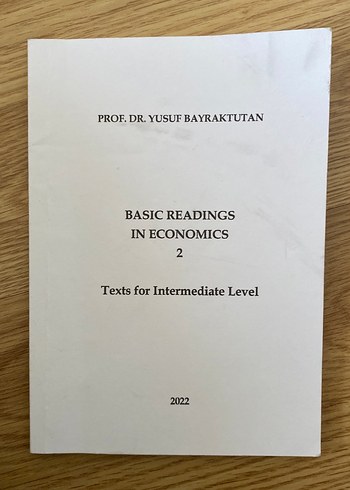 PROF. DR. YUSUF BAYRAKTUTAN
BASIC READINGS
IN ECONOMICS
2
Texts for Intermediate Level
2022